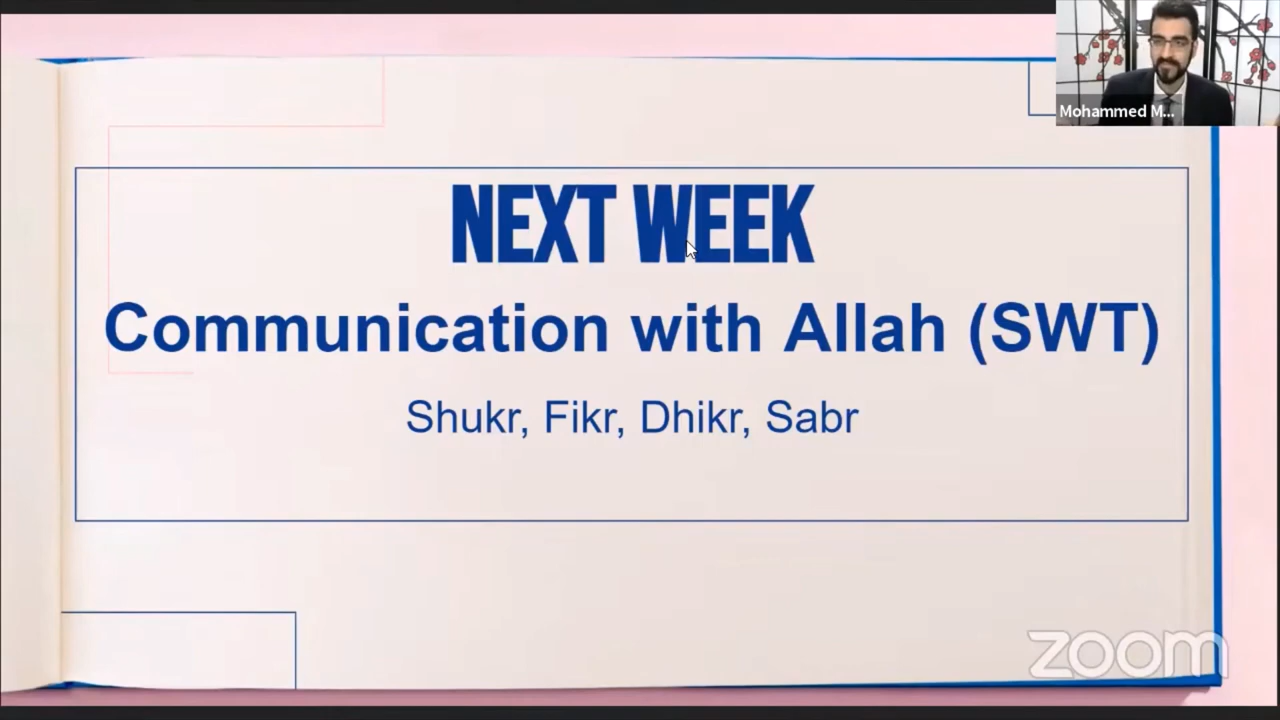 Mohammed M...
NEXT WEEK
Communication with Allah (SWT)
Shukr, Fikr, Dhikr, Sabr
zoom